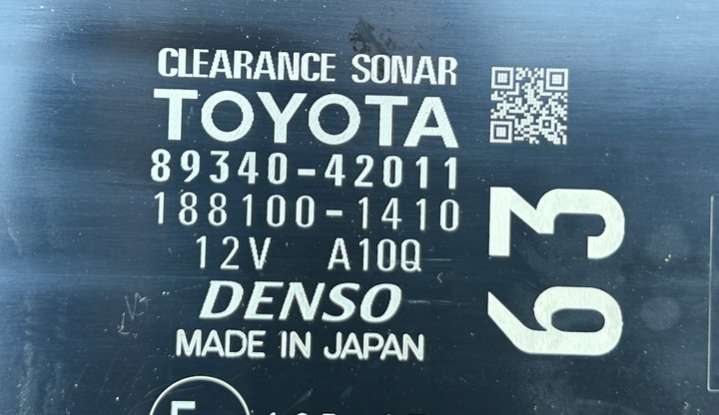 CLEARANCE SONAR
TOYOTA
89340-42011
188100-1410
12V A10Q
DENSO
MADE IN JAPAN
63